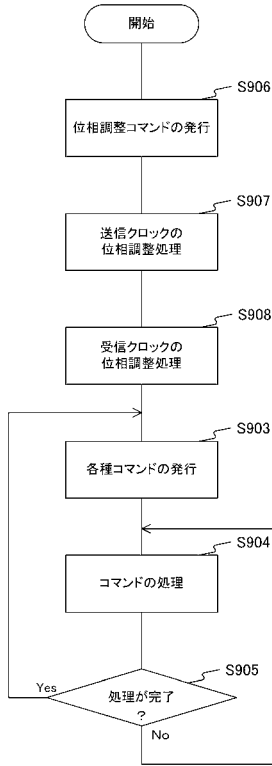 開始
S906
位相調整コマンドの発行
S907
送信クロックの
位相調整処理
S908
受信クロックの
位相調整処理
S903
各種コマンドの発行
S904
コマンドの処理
S905
処理が完了
?
Yes
No